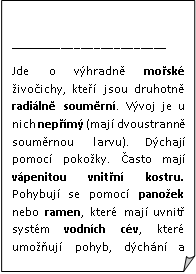 ____________________
Jde o výhradně mořské
živočichy, kteří jsou druhotně
radiálně souměrní. Vývoj je u
nich nepřímý (mají dvoustranně
souměrnou larvu). Dýchají
pomocí pokožky. Často mají
vápenitou vnitřní kostru.
Pohybují se pomocí panožek
nebo ramen, které mají uvnitř
systém vodních cév, které
umožňují pohyb, dýchání a